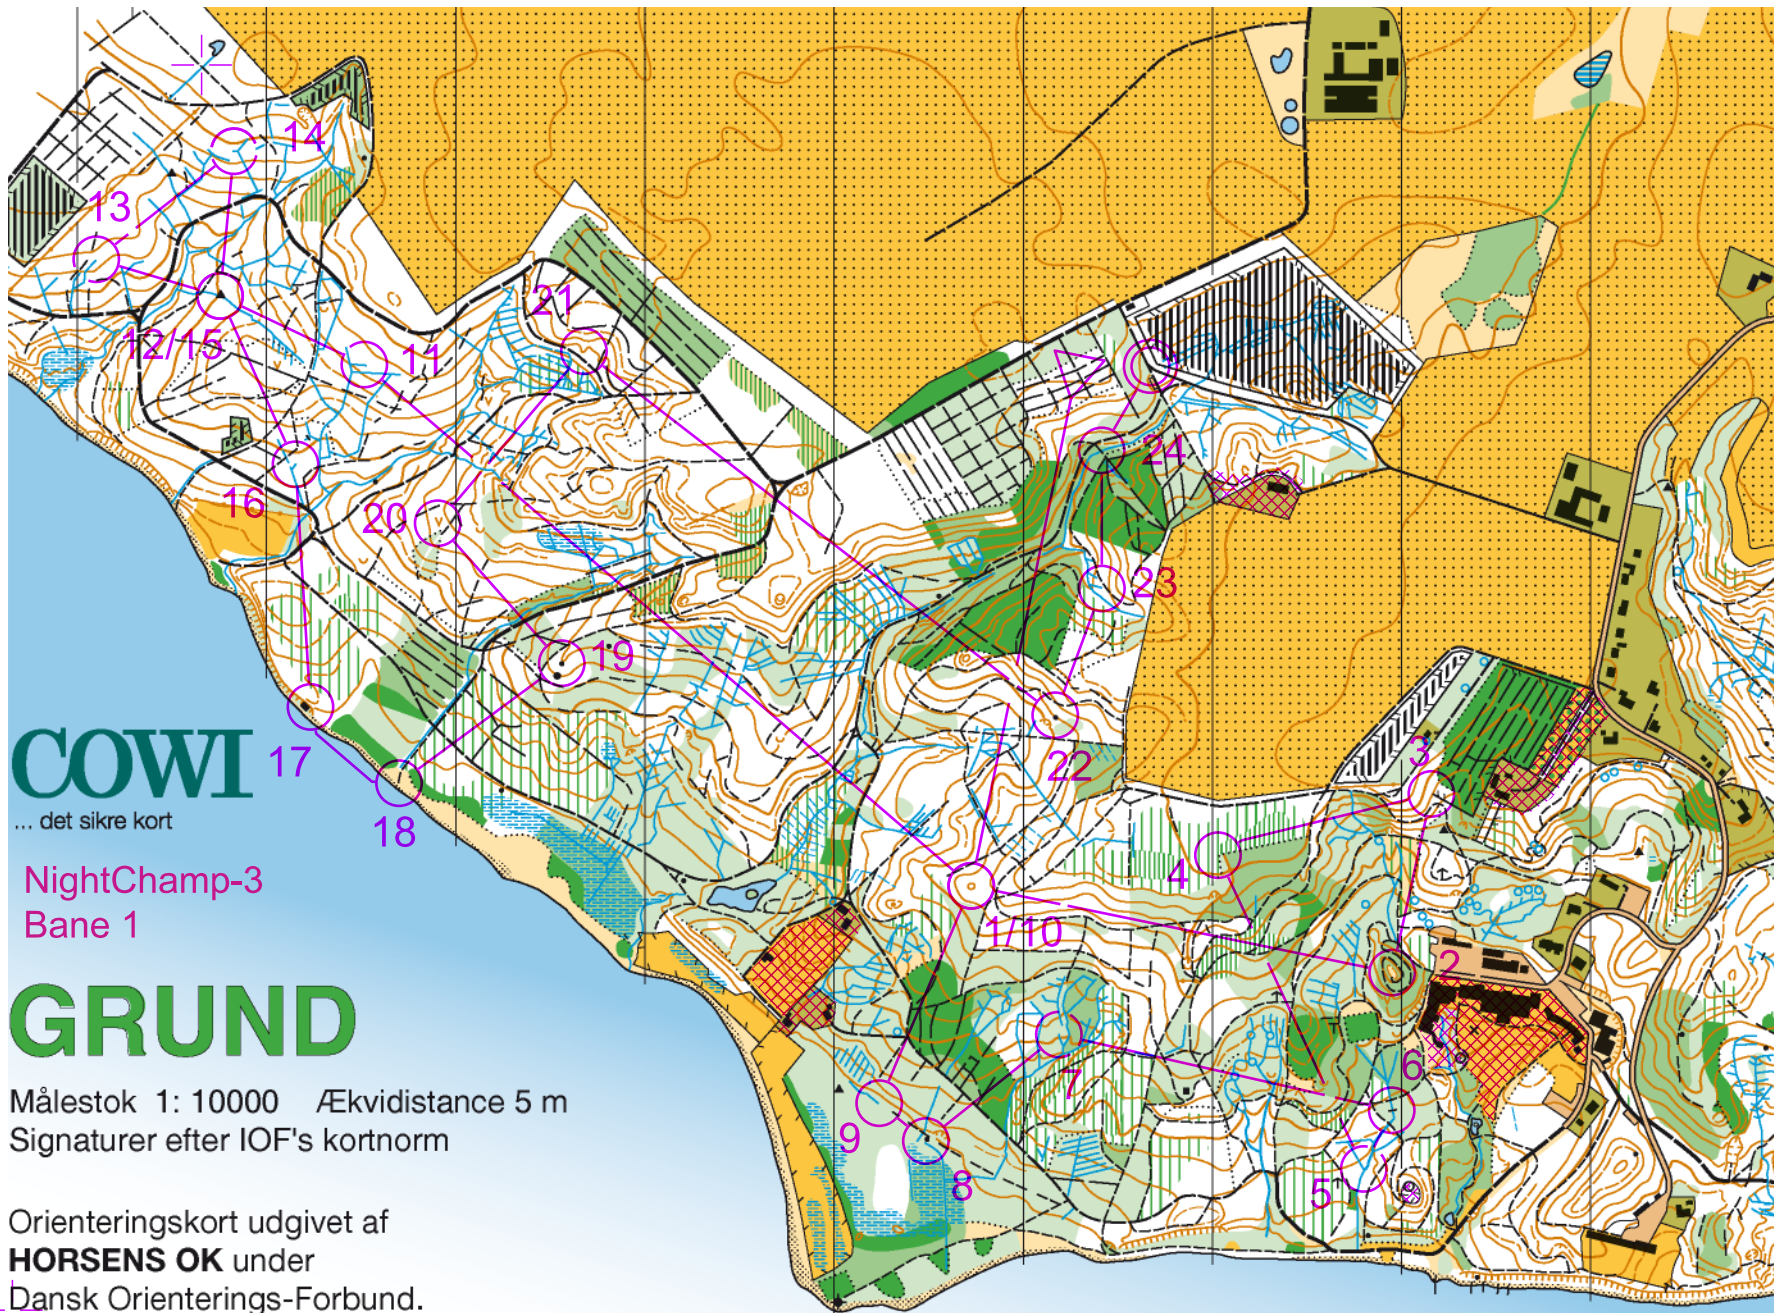 14
13
21
12/15
11
24
16
20
23
19
COWI
... det sikre kort
17
22
3
18
4
NightChamp-3
Bane 1
1/10
2
GRUND
6
7
Målestok 1: 10000 Ækvidistance 5 m
Signaturer efter IOF's kortnorm
9
8
5
Orienteringskort udgivet af
HORSENS OK under
Dansk Orienterings-Forbund.